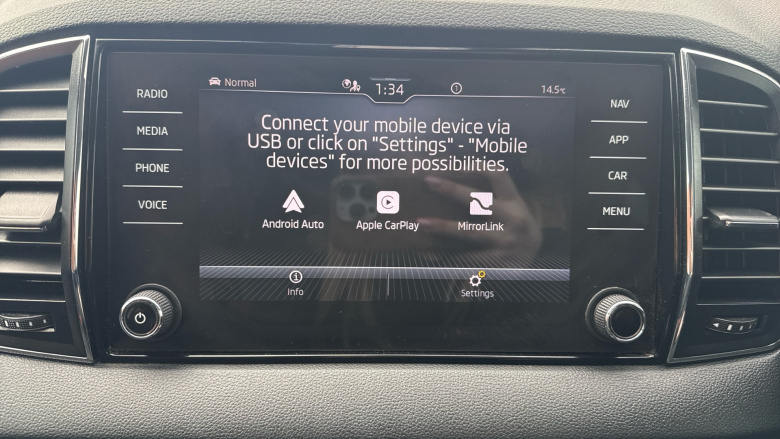 Normal
1:34
14.5°C
RADIO
MEDIA
PHONE
VOICE
Connect your mobile device via
USB or click on "Settings" - "Mobile
devices" for more possibilities.
Android Auto
Apple CarPlay
MirrorLink
Info
Settings
NAV
APP
CAR
MENU